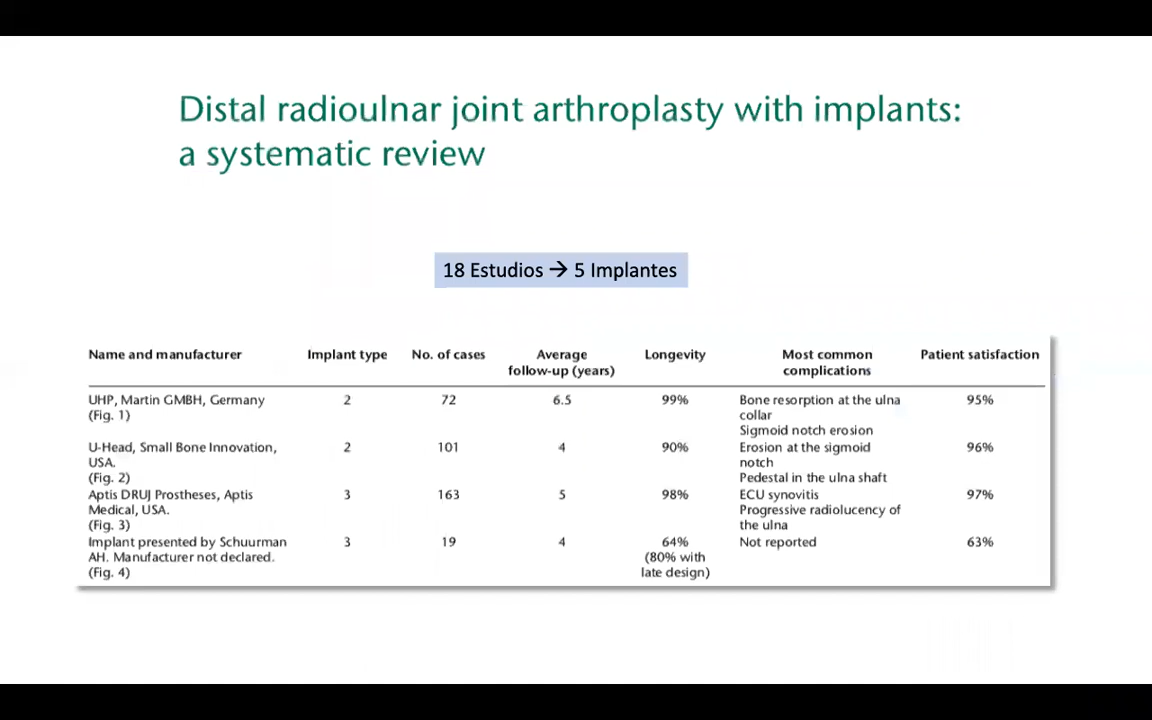 Distal radioulnar joint arthroplasty with implants:
a systematic review
18 Estudios → 5 Implantes
Name and manufacturer Implant type No. of cases Average follow-up (years) Longevity Most common complications Patient satisfaction
UHP, Martin GMBH, Germany 2 72 6.5 99% Bone resorption at the ulna 95%
(Fig. 1) collar
Sigmoid notch erosion
U-Head, Small Bone Innovation, 2 101 4 90% Erosion at the sigmoid 96%
USA. notch
(Fig. 2) Pedestal in the ulna shaft
Aptis DRUJ Prostheses, Aptis 3 163 5 98% ECU synovitis 97%
Medical, USA. Progressive radiolucency of
(Fig. 3) the ulna
Implant presented by Schuurman 3 19 4 64% Not reported 63%
AH. Manufacturer not declared. (80% with
(Fig. 4) late design)